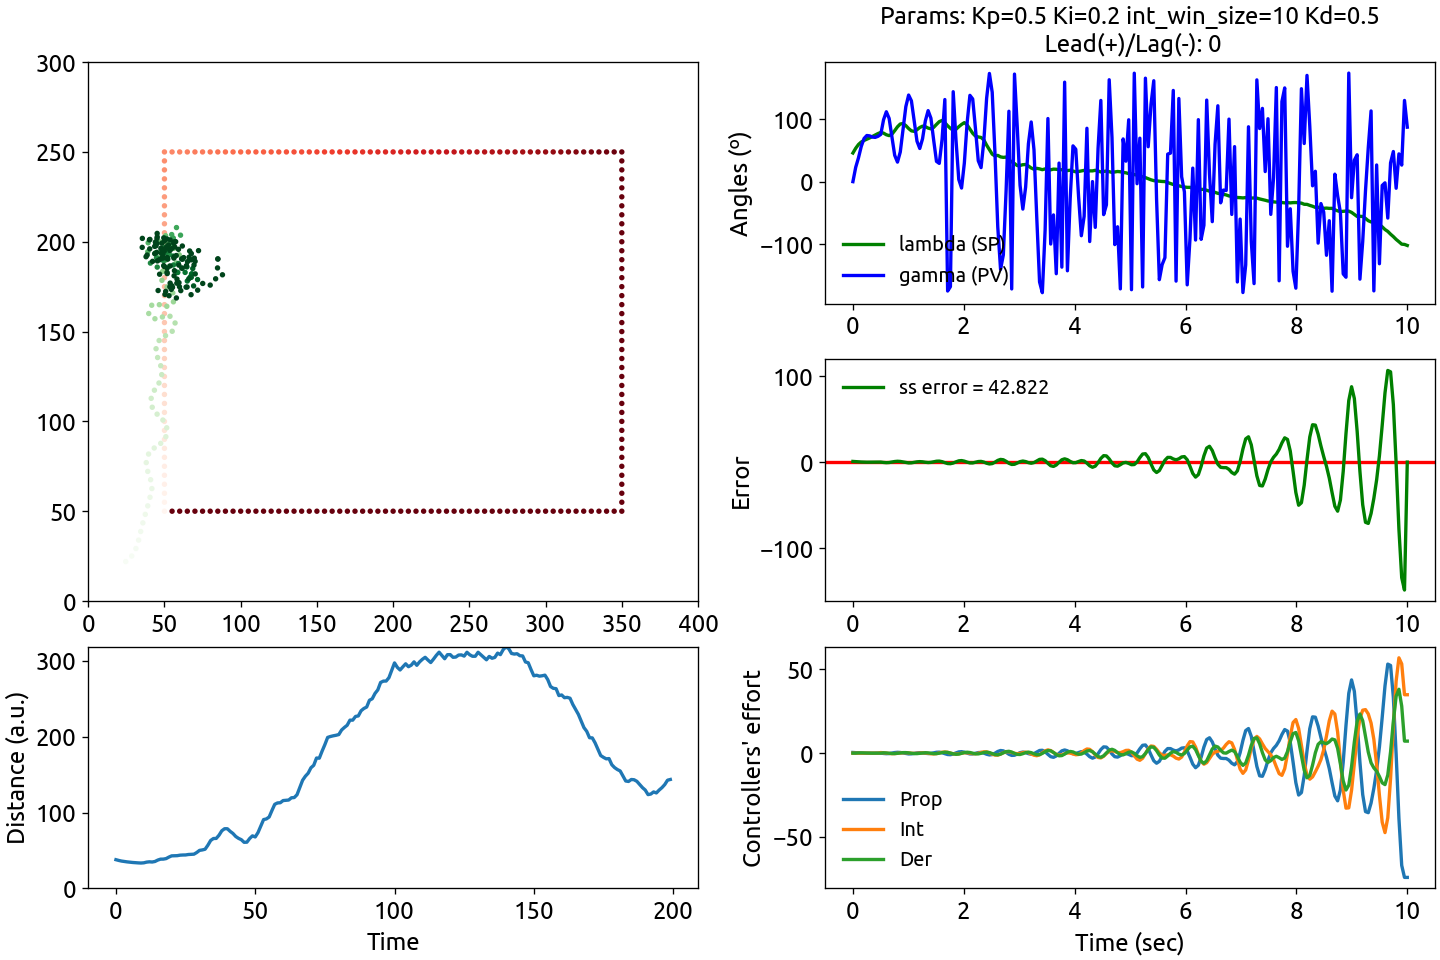 Params: Kp=0.5 Ki=0.2 int_win_size=10 Kd=0.5
Lead(+)/Lag(-): 0
300
250
200
150
100
50
0
0 50 100 150 200 250 300 350 400
Angles (º)
100
0
−100
lambda (SP)
gamma (PV)
0 2 4 6 8 10
Error
100
0
−100
ss error = 42.822
0 2 4 6 8 10
Distance (a.u.)
300
200
100
0
0 50 100 150 200
Time
Controllers' effort
50
0
−50
Prop
Int
Der
0 2 4 6 8 10
Time (sec)